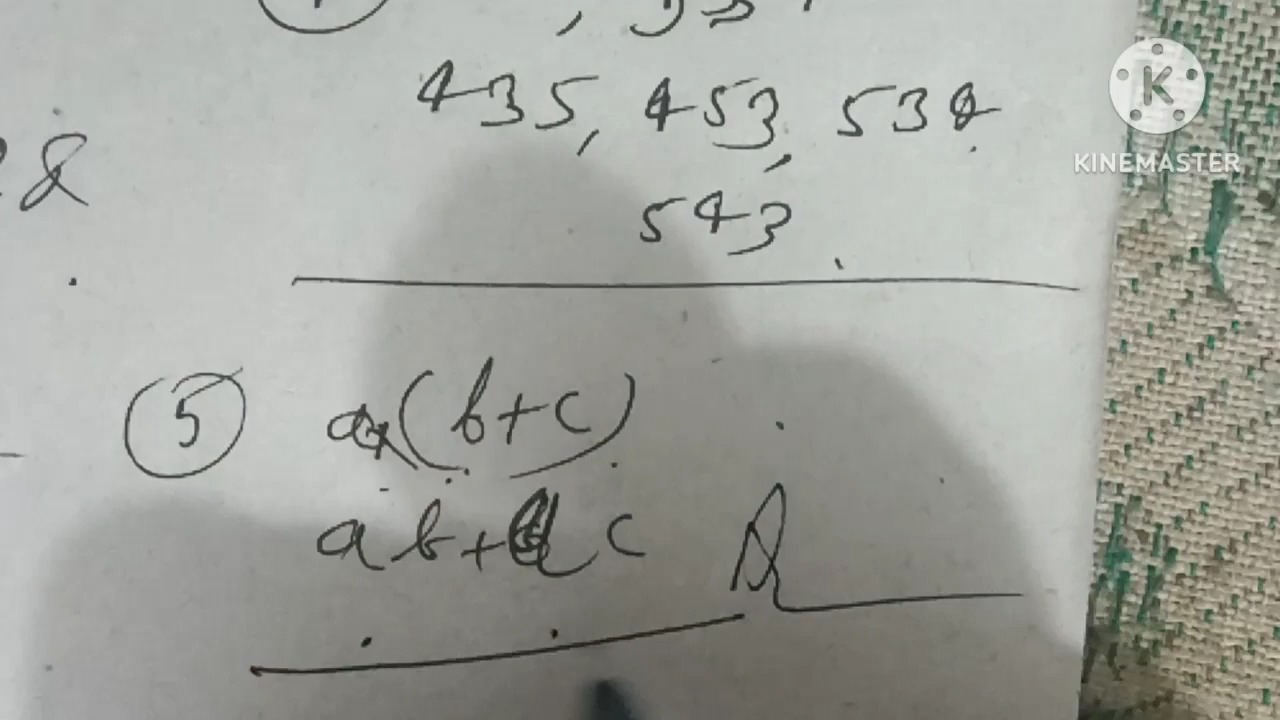 435, 453, 534
543.
KINEMASTER
5 a×(b+c)
ab+ac